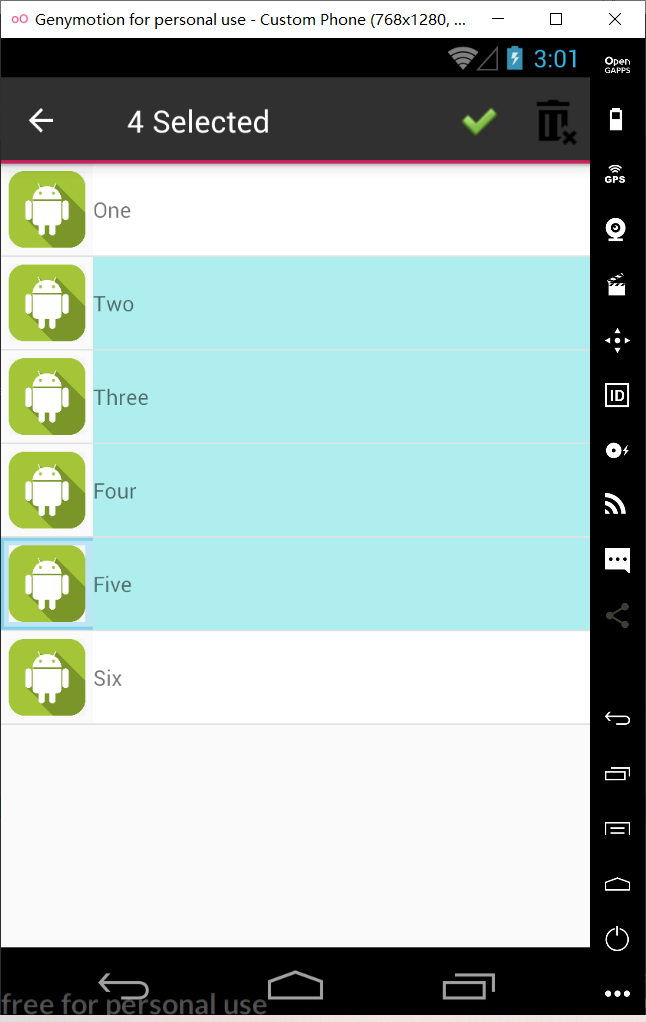 Genymotion for personal use - Custom Phone (768x1280, ...
3:01
Open
GAPPS
4 Selected
GPS
One
Two
Three
ID
Four
Five
Six
free for personal use